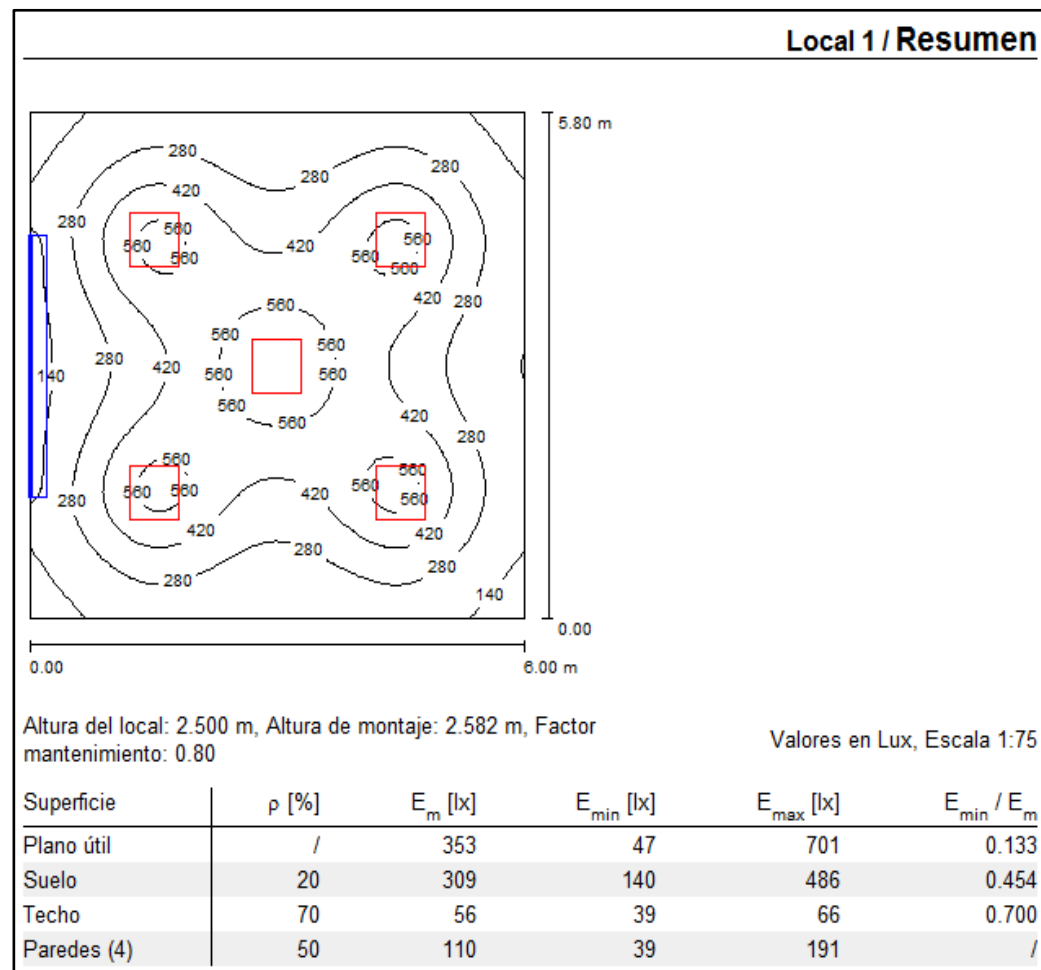 Local 1 / Resumen
5.80 m
280 280
280 280
420 420
280 560 560 280
560 420 560
560 560
420 280
560
560 560
280 420 560 560 420
140
560 560 420
560 280
560 560
560 560 560 560
280 420 420
280 420
280 280
140
0.00
0.00 6.00 m
Altura del local: 2.500 m, Altura de montaje: 2.582 m, Factor
mantenimiento: 0.80
Valores en Lux, Escala 1:75
Superficie ρ [%] Em [lx] Emin [lx] Emax [lx] Emin / Em
Plano útil / 353 47 701 0.133
Suelo 20 309 140 486 0.454
Techo 70 56 39 66 0.700
Paredes (4) 50 110 39 191 /